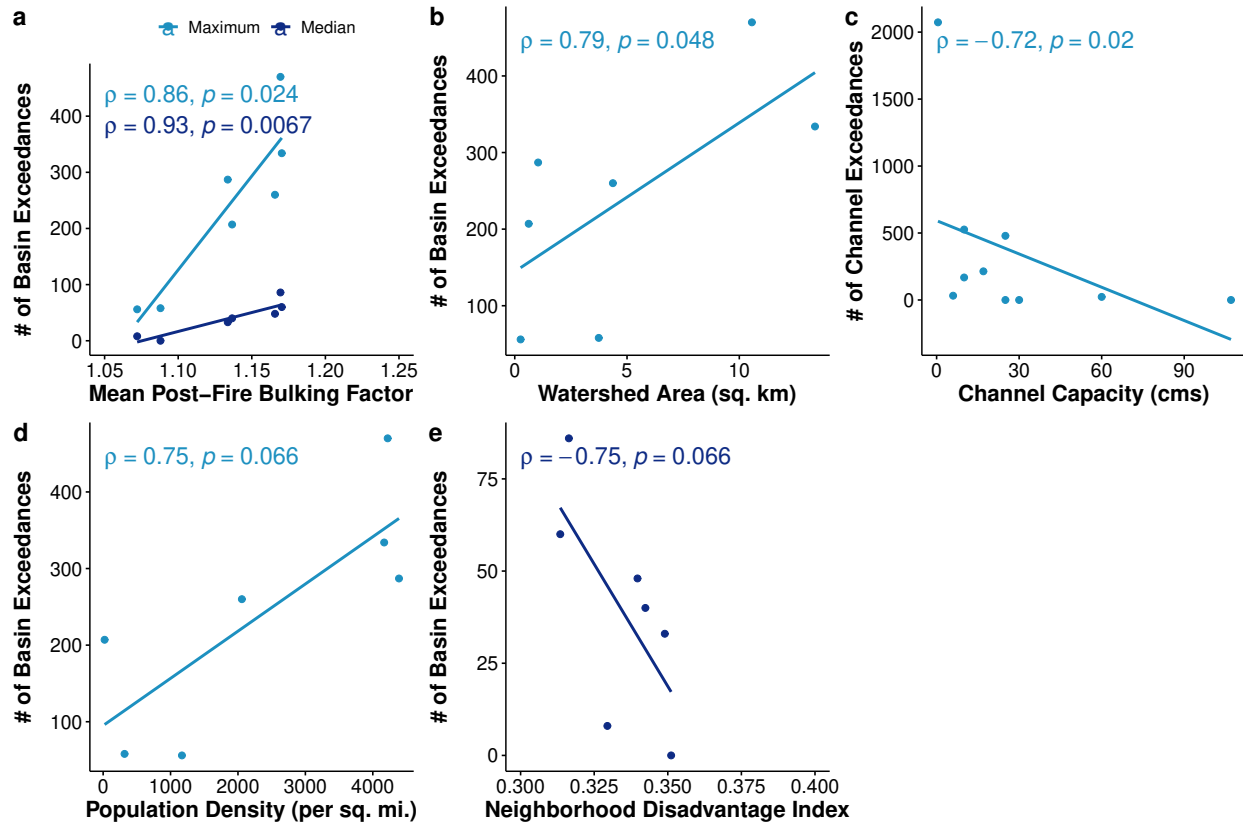 a
a Maximum a Median
ρ = 0.86, p = 0.024
ρ = 0.93, p = 0.0067
# of Basin Exceedances
400
300
200
100
0
1.05 1.10 1.15 1.20 1.25
Mean Post−Fire Bulking Factor
b
ρ = 0.79, p = 0.048
# of Basin Exceedances
400
300
200
100
0 5 10
Watershed Area (sq. km)
c
ρ = −0.72, p = 0.02
# of Channel Exceedances
2000
1500
1000
500
0
0 30 60 90
Channel Capacity (cms)
d
ρ = 0.75, p = 0.066
# of Basin Exceedances
400
300
200
100
0 1000 2000 3000 4000
Population Density (per sq. mi.)
e
ρ = −0.75, p = 0.066
# of Basin Exceedances
75
50
25
0
0.300 0.325 0.350 0.375 0.400
Neighborhood Disadvantage Index